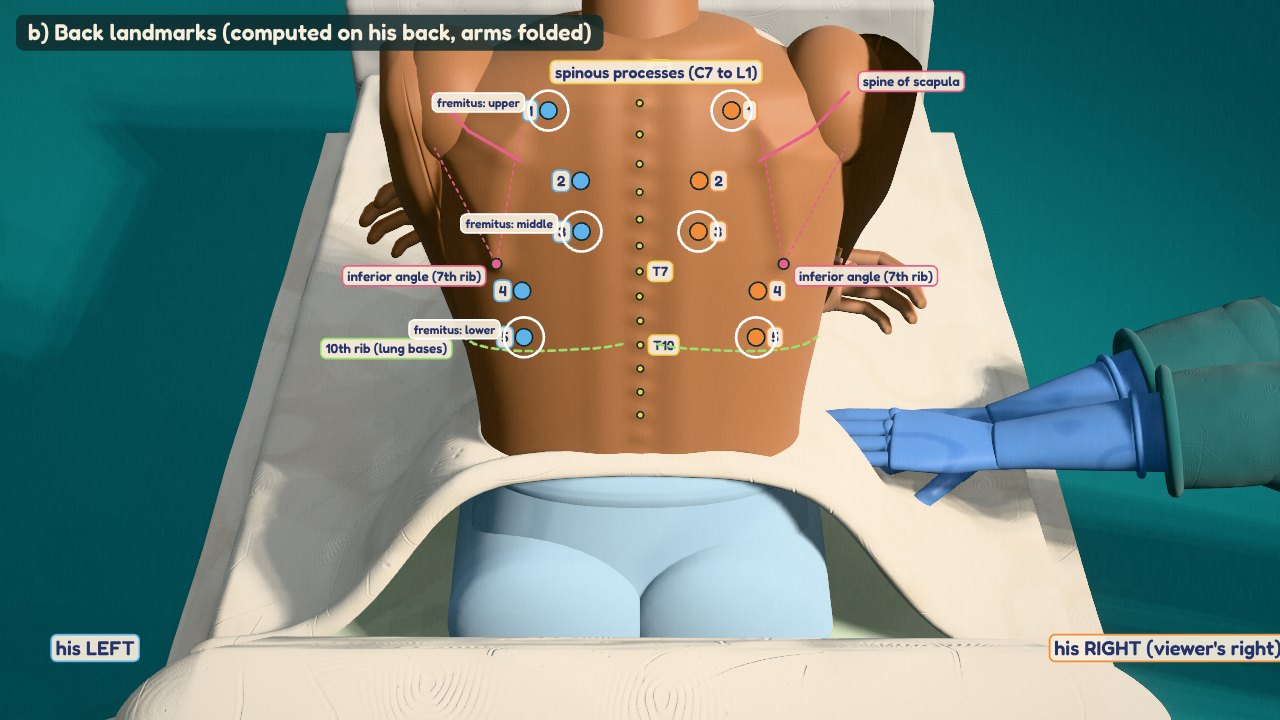 b) Back landmarks (computed on his back, arms folded)
spinous processes (C7 to L1)
spine of scapula
fremitus: upper
1
1
2
2
fremitus: middle
3
3
T7
inferior angle (7th rib)
inferior angle (7th rib)
4
4
fremitus: lower
5
5
10th rib (lung bases)
T10
his LEFT
his RIGHT (viewer's right)